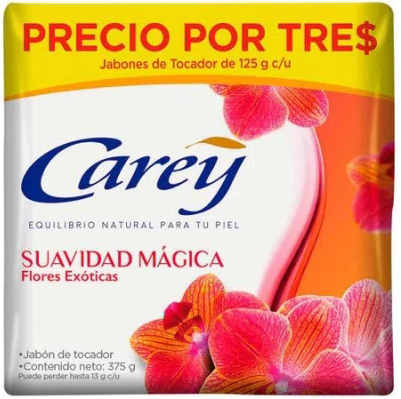 PRECIO POR TRE$
Jabones de Tocador de 125 g c/u
Carey
EQUILIBRIO NATURAL PARA TU PIEL
SUAVIDAD MÁGICA
Flores Exóticas
•Jabón de tocador
•Contenido neto: 375 g
Puede perder hasta 13 g c/u